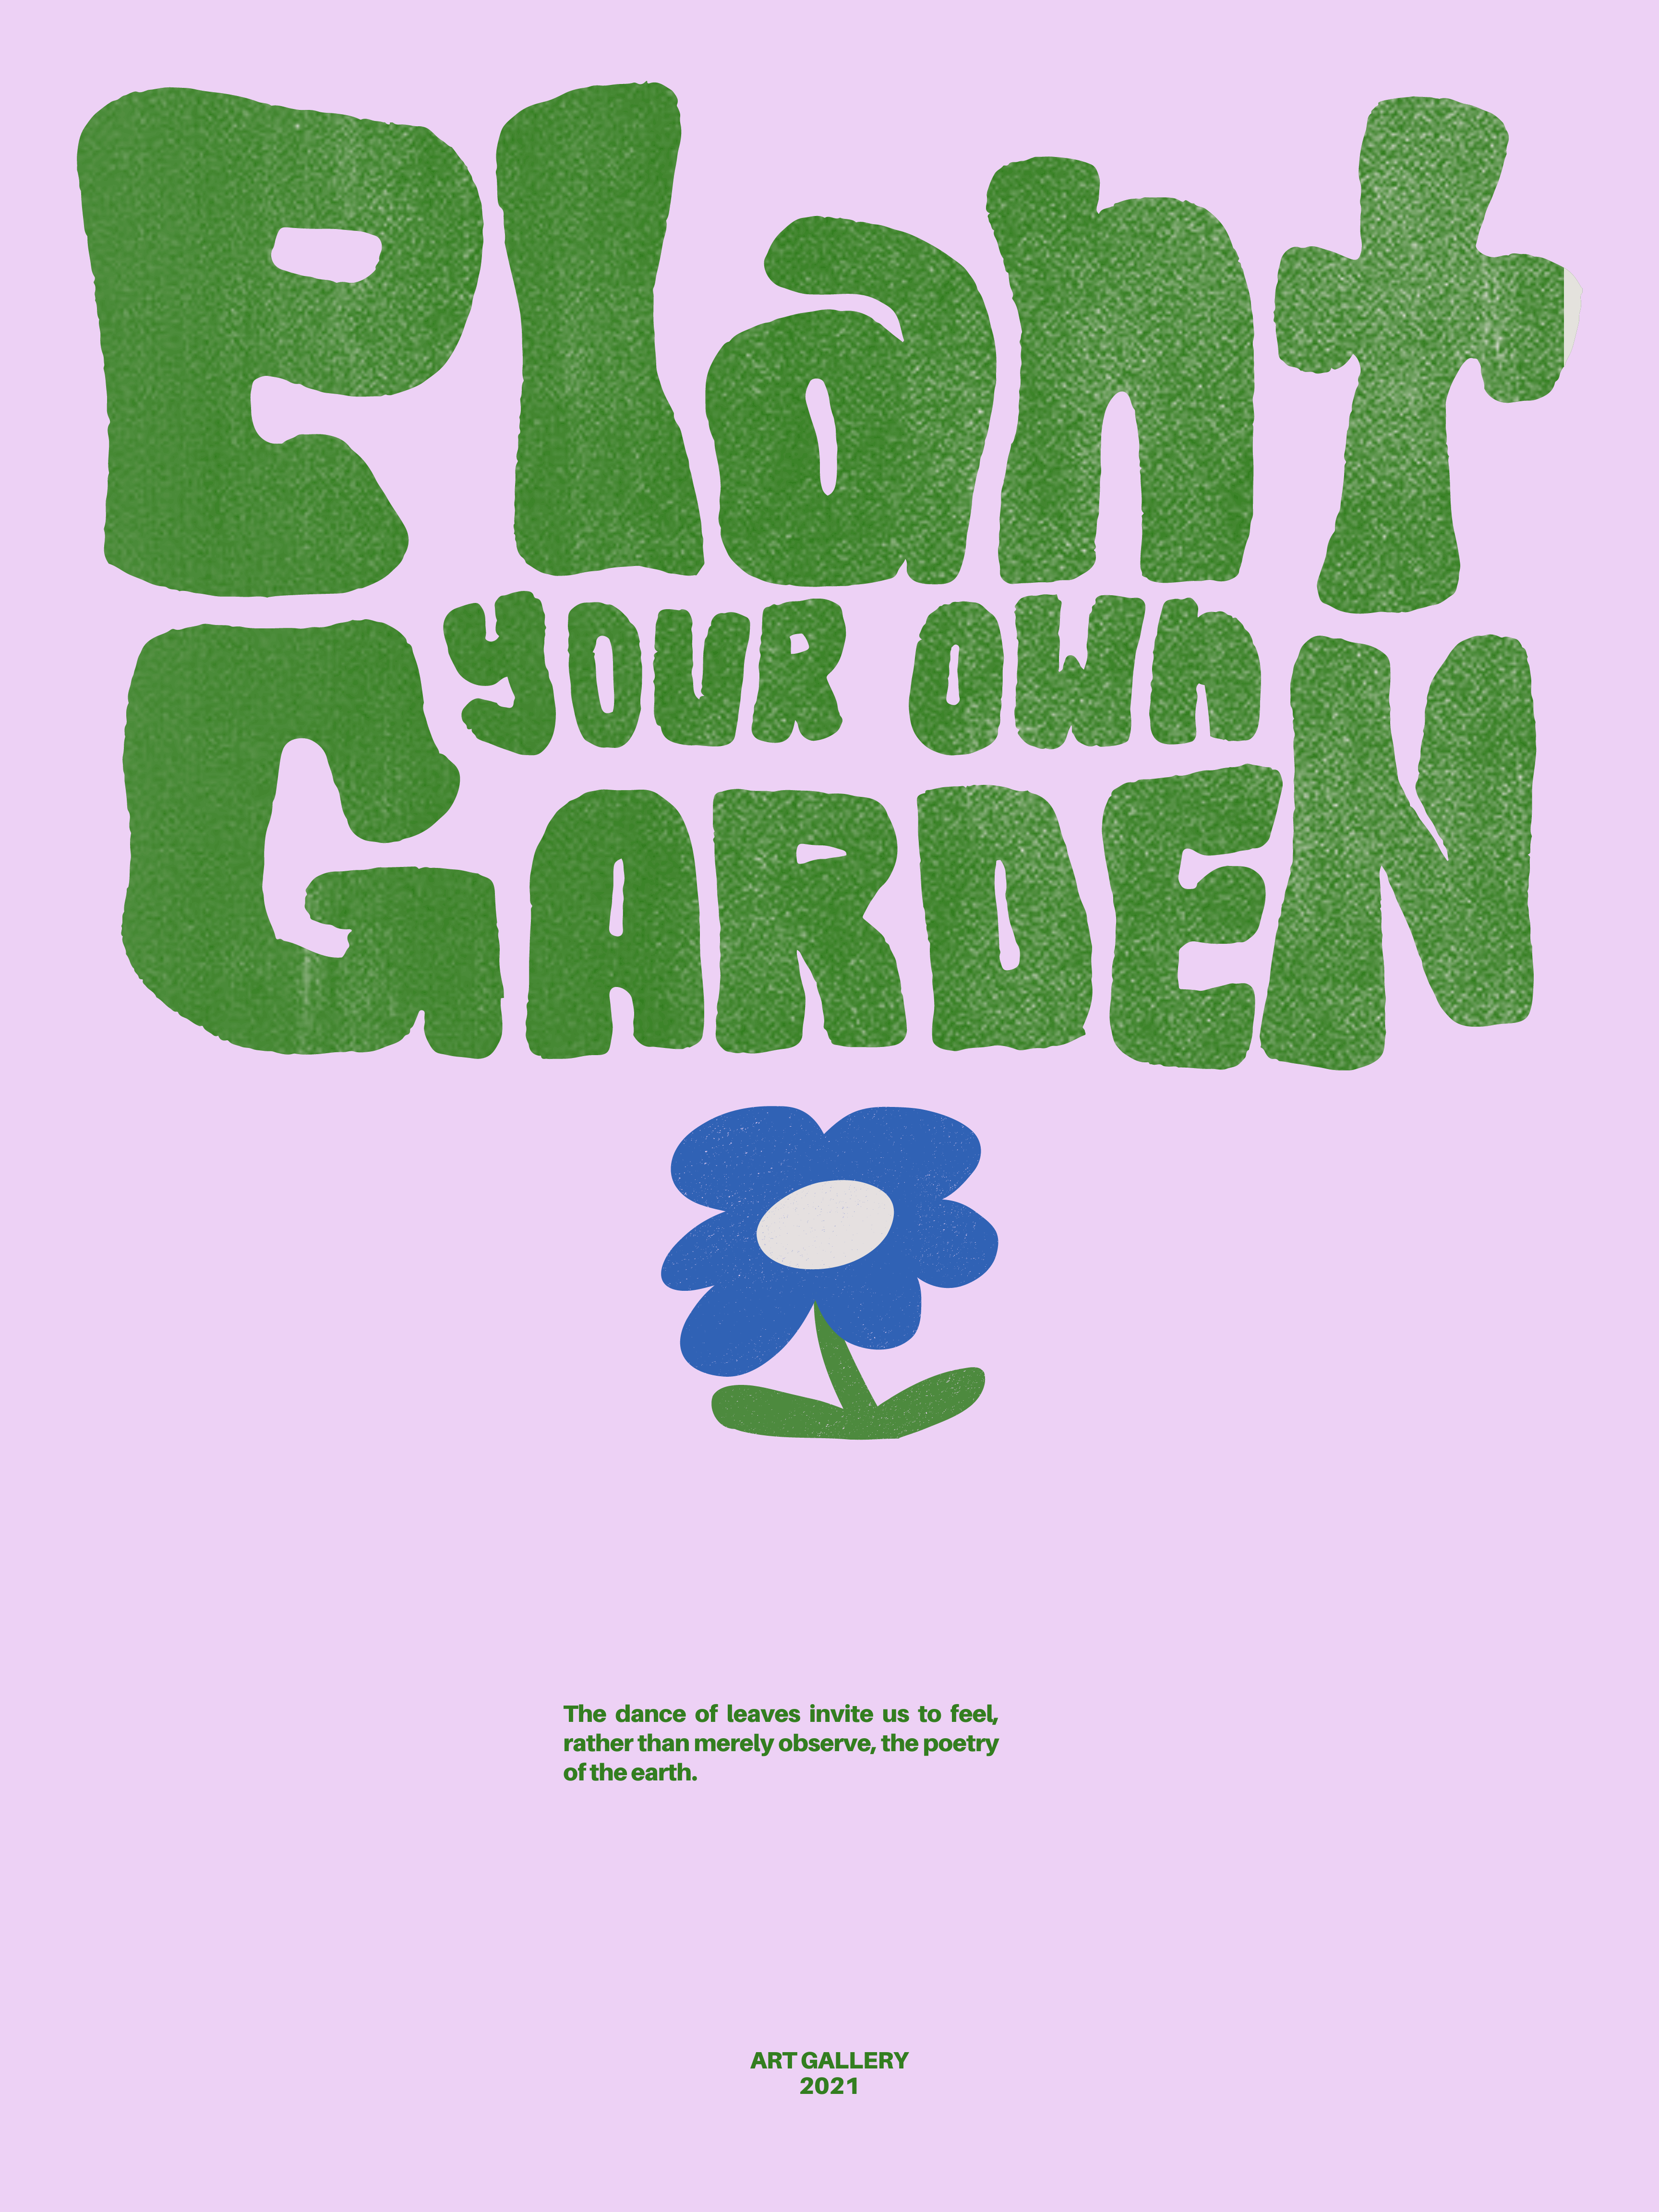 Plant
YOUR OWN
GARDEN
The dance of leaves invite us to feel,
rather than merely observe, the poetry
of the earth.
ART GALLERY
2021